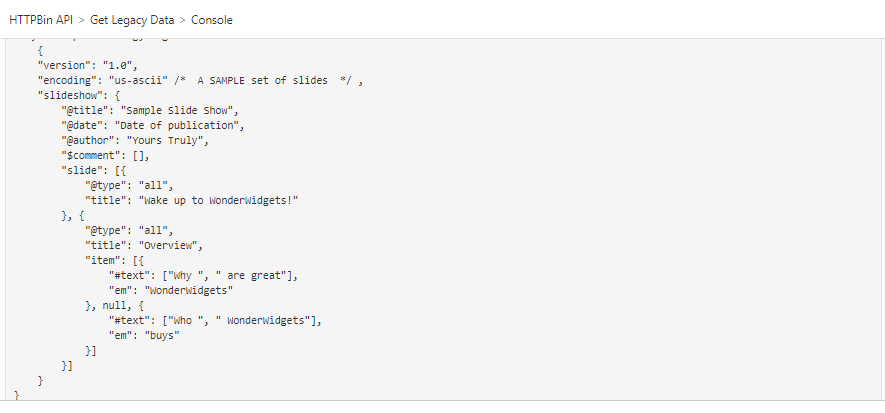 HTTPBin API > Get Legacy Data > Console
{
"version": "1.0",
"encoding": "us-ascii" /*  A SAMPLE set of slides  */ ,
"slideshow": {
"@title": "Sample Slide Show",
"@date": "Date of publication",
"@author": "Yours Truly",
"$comment": [],
"slide": [{
"@type": "all",
"title": "Wake up to WonderWidgets!"
}, {
"@type": "all",
"title": "Overview",
"item": [{
"#text": ["Why ", " are great"],
"em": "WonderWidgets"
}, null, {
"#text": ["Who ", " WonderWidgets"],
"em": "buys"
}]
}]
}
}